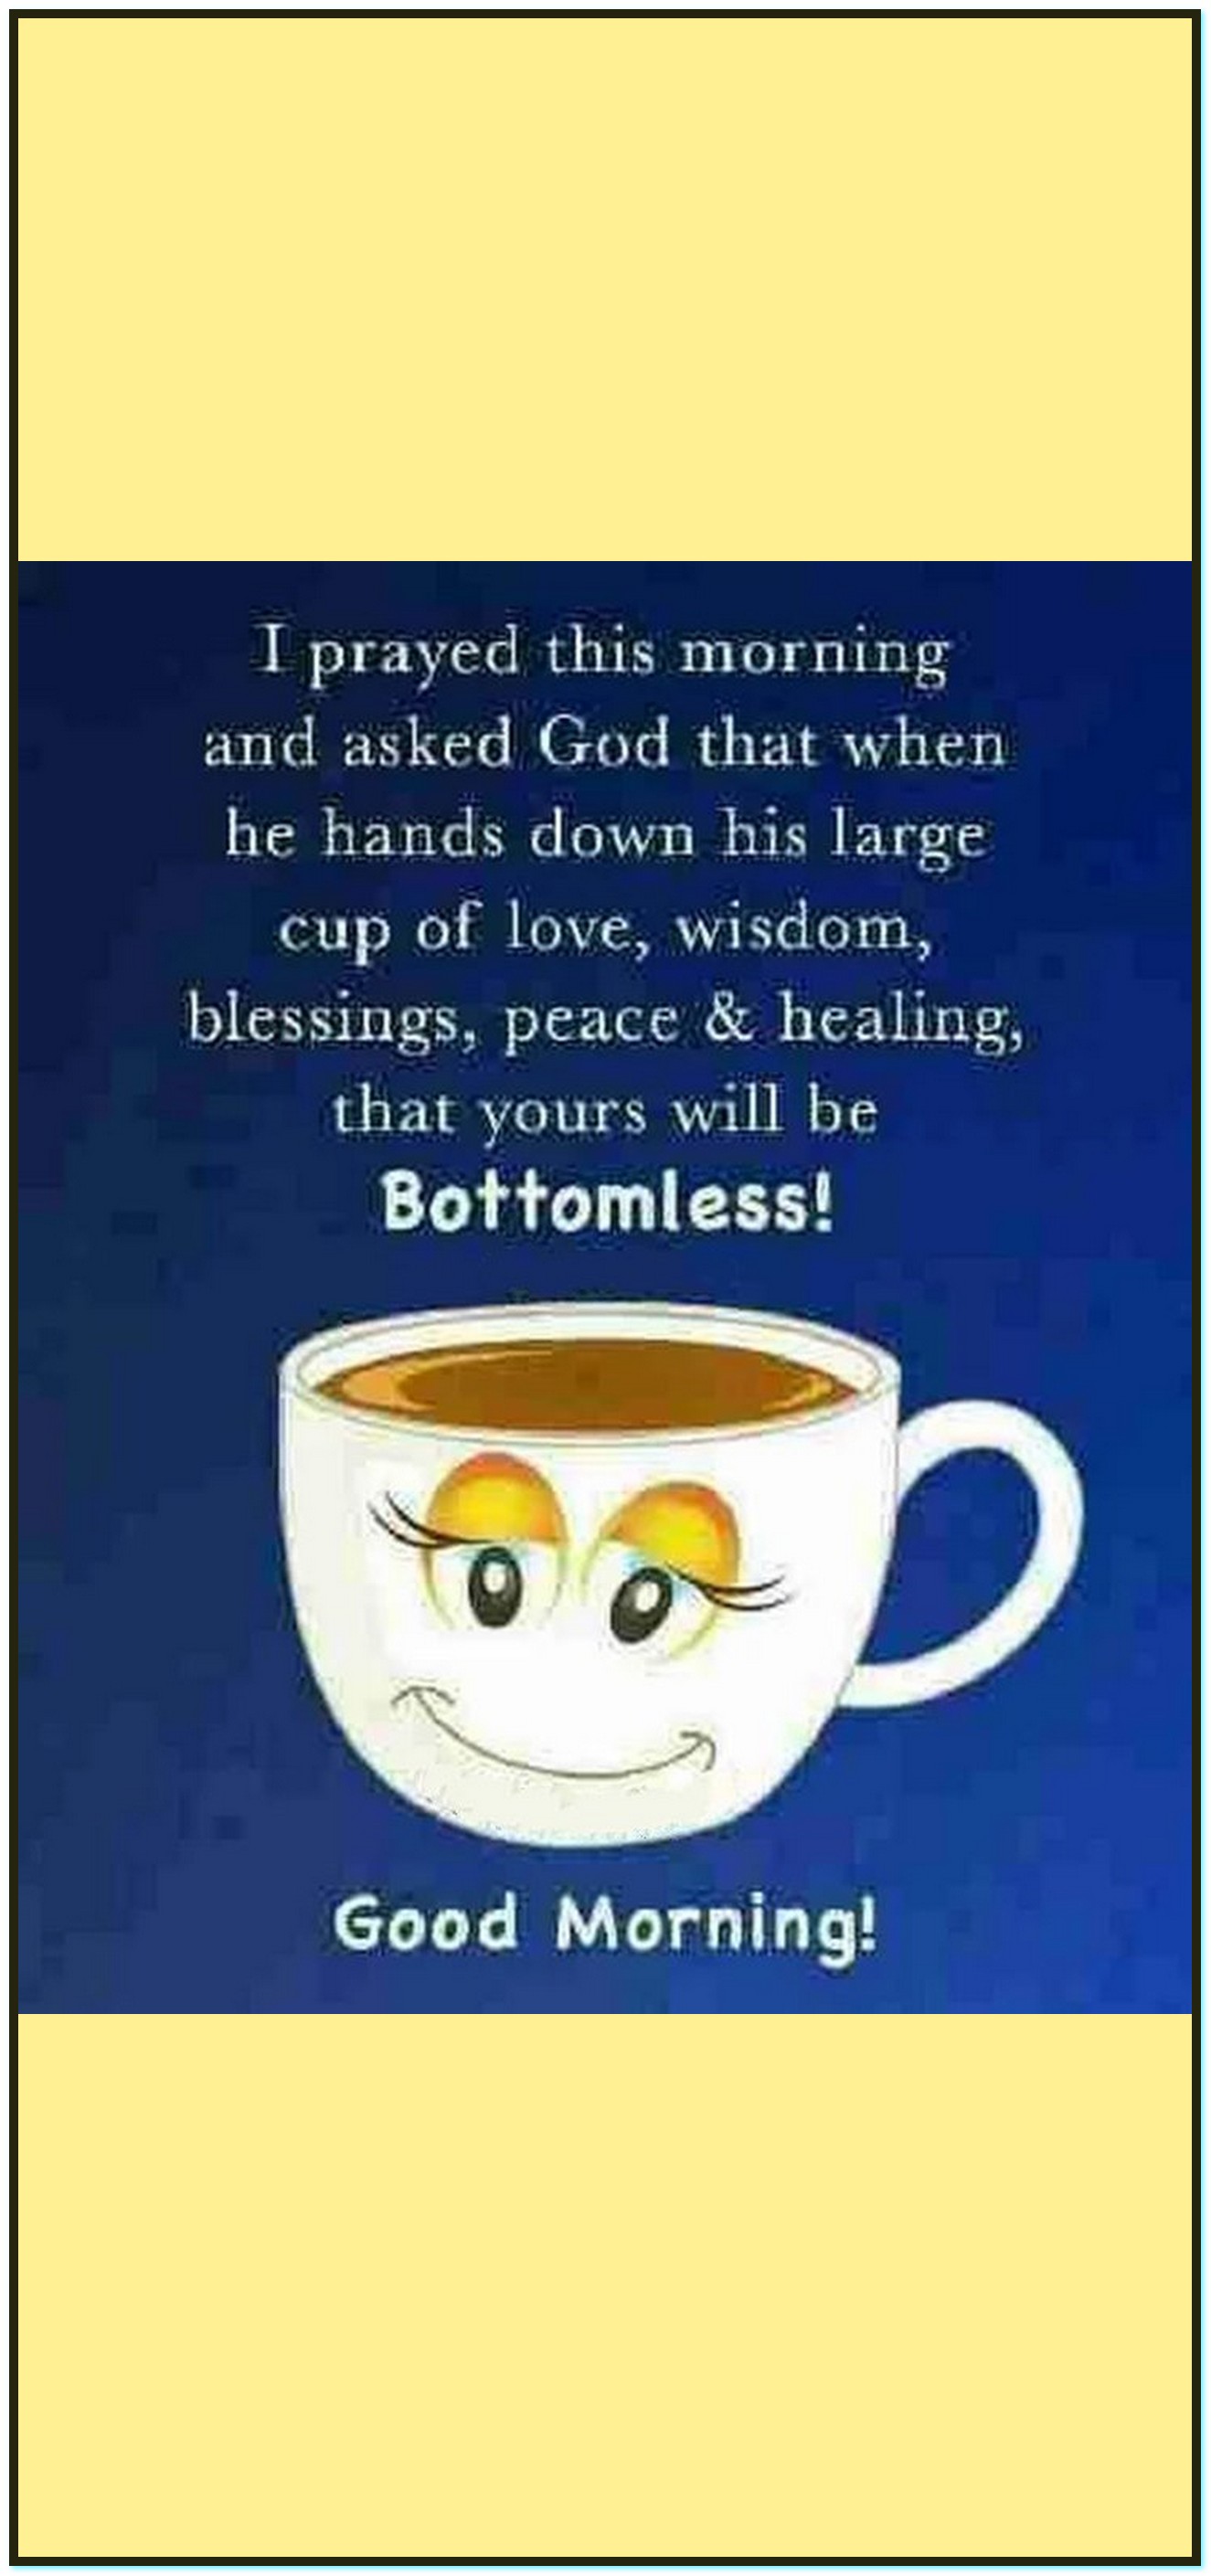 I prayed this morning
and asked God that when
he hands down his large
cup of love, wisdom,
blessings, peace & healing,
that yours will be
Bottomless!
Good Morning!